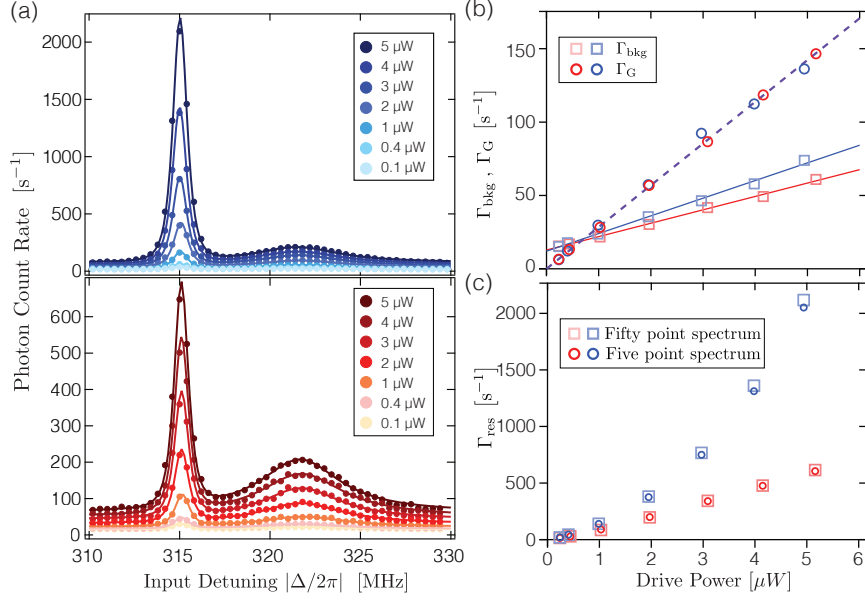 (a)
Photon Count Rate [s⁻¹]
2000
1500
1000
500
0
5 µW
4 µW
3 µW
2 µW
1 µW
0.4 µW
0.1 µW
600
500
400
300
200
100
0
5 µW
4 µW
3 µW
2 µW
1 µW
0.4 µW
0.1 µW
310
315
320
325
330
Input Detuning |Δ/2π| [MHz]
(b)
Γbkg , ΓG [s⁻¹]
150
100
50
0
Γbkg
ΓG
(c)
Γres [s⁻¹]
2000
1500
1000
500
0
Fifty point spectrum
Five point spectrum
0
1
2
3
4
5
6
Drive Power [µW]